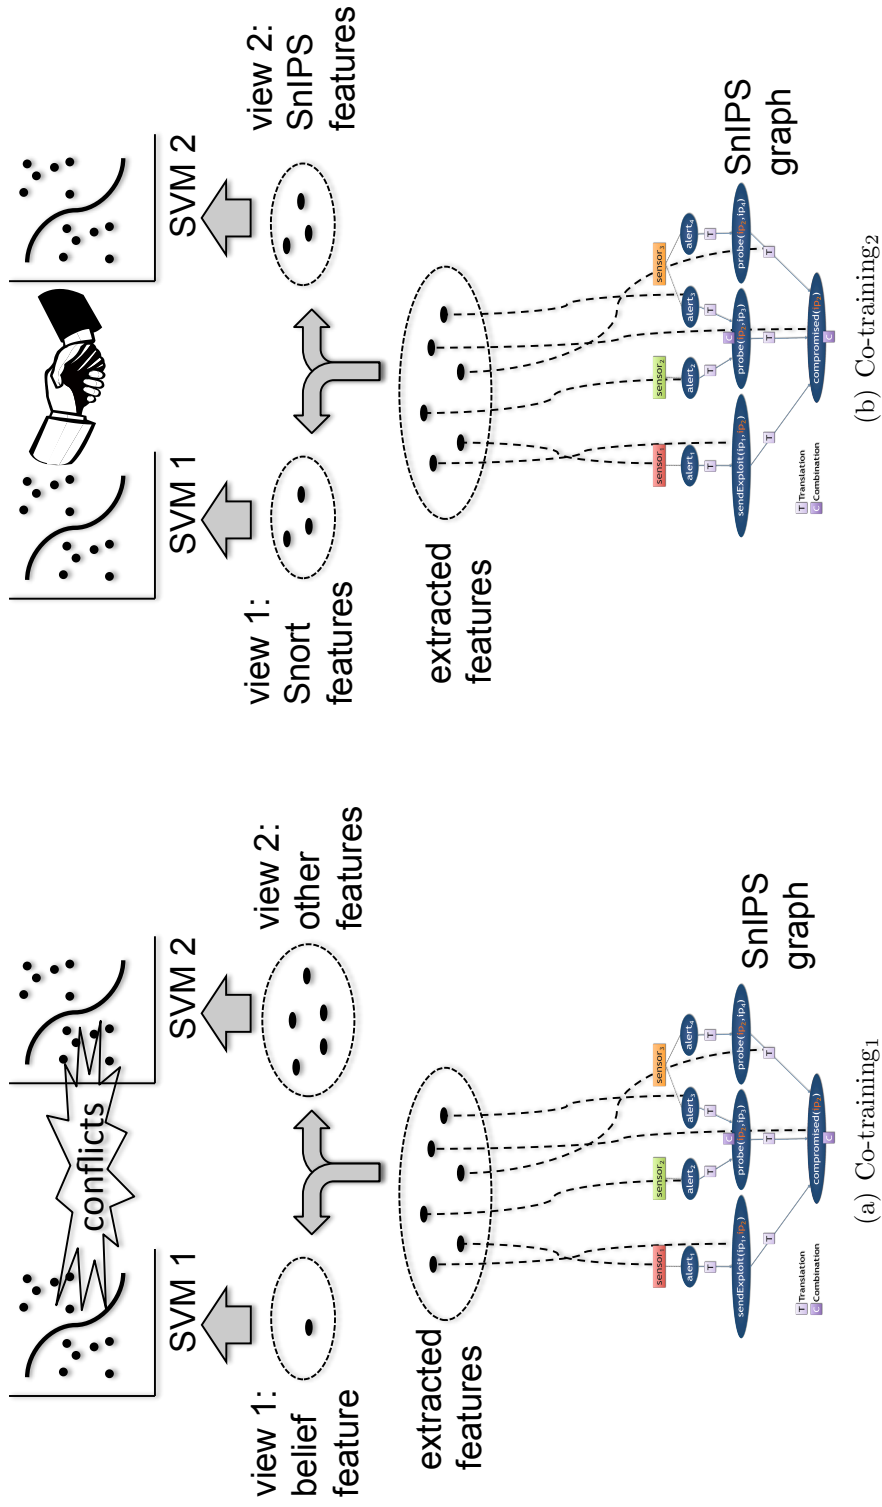 conflicts
SVM 1
SVM 2
view 1:
belief
feature
view 2:
other
features
extracted
features
sensor₁
sensor₂
sensor₃
alert₁
alert₂
alert₃
alert₄
T
T
T
T
C
sendExploit(ip₁,ip₂)
probe(ip₂,ip₃)
probe(ip₂,ip₄)
T
T
T
compromised(ip₂)
C
T Translation
C Combination
SnIPS
graph
(a) Co-training₁
SVM 1
SVM 2
view 1:
Snort
features
view 2:
SnIPS
features
extracted
features
sensor₁
sensor₂
sensor₃
alert₁
alert₂
alert₃
alert₄
T
T
T
T
C
sendExploit(ip₁,ip₂)
probe(ip₂,ip₃)
probe(ip₂,ip₄)
T
T
T
compromised(ip₂)
C
T Translation
C Combination
SnIPS
graph
(b) Co-training₂